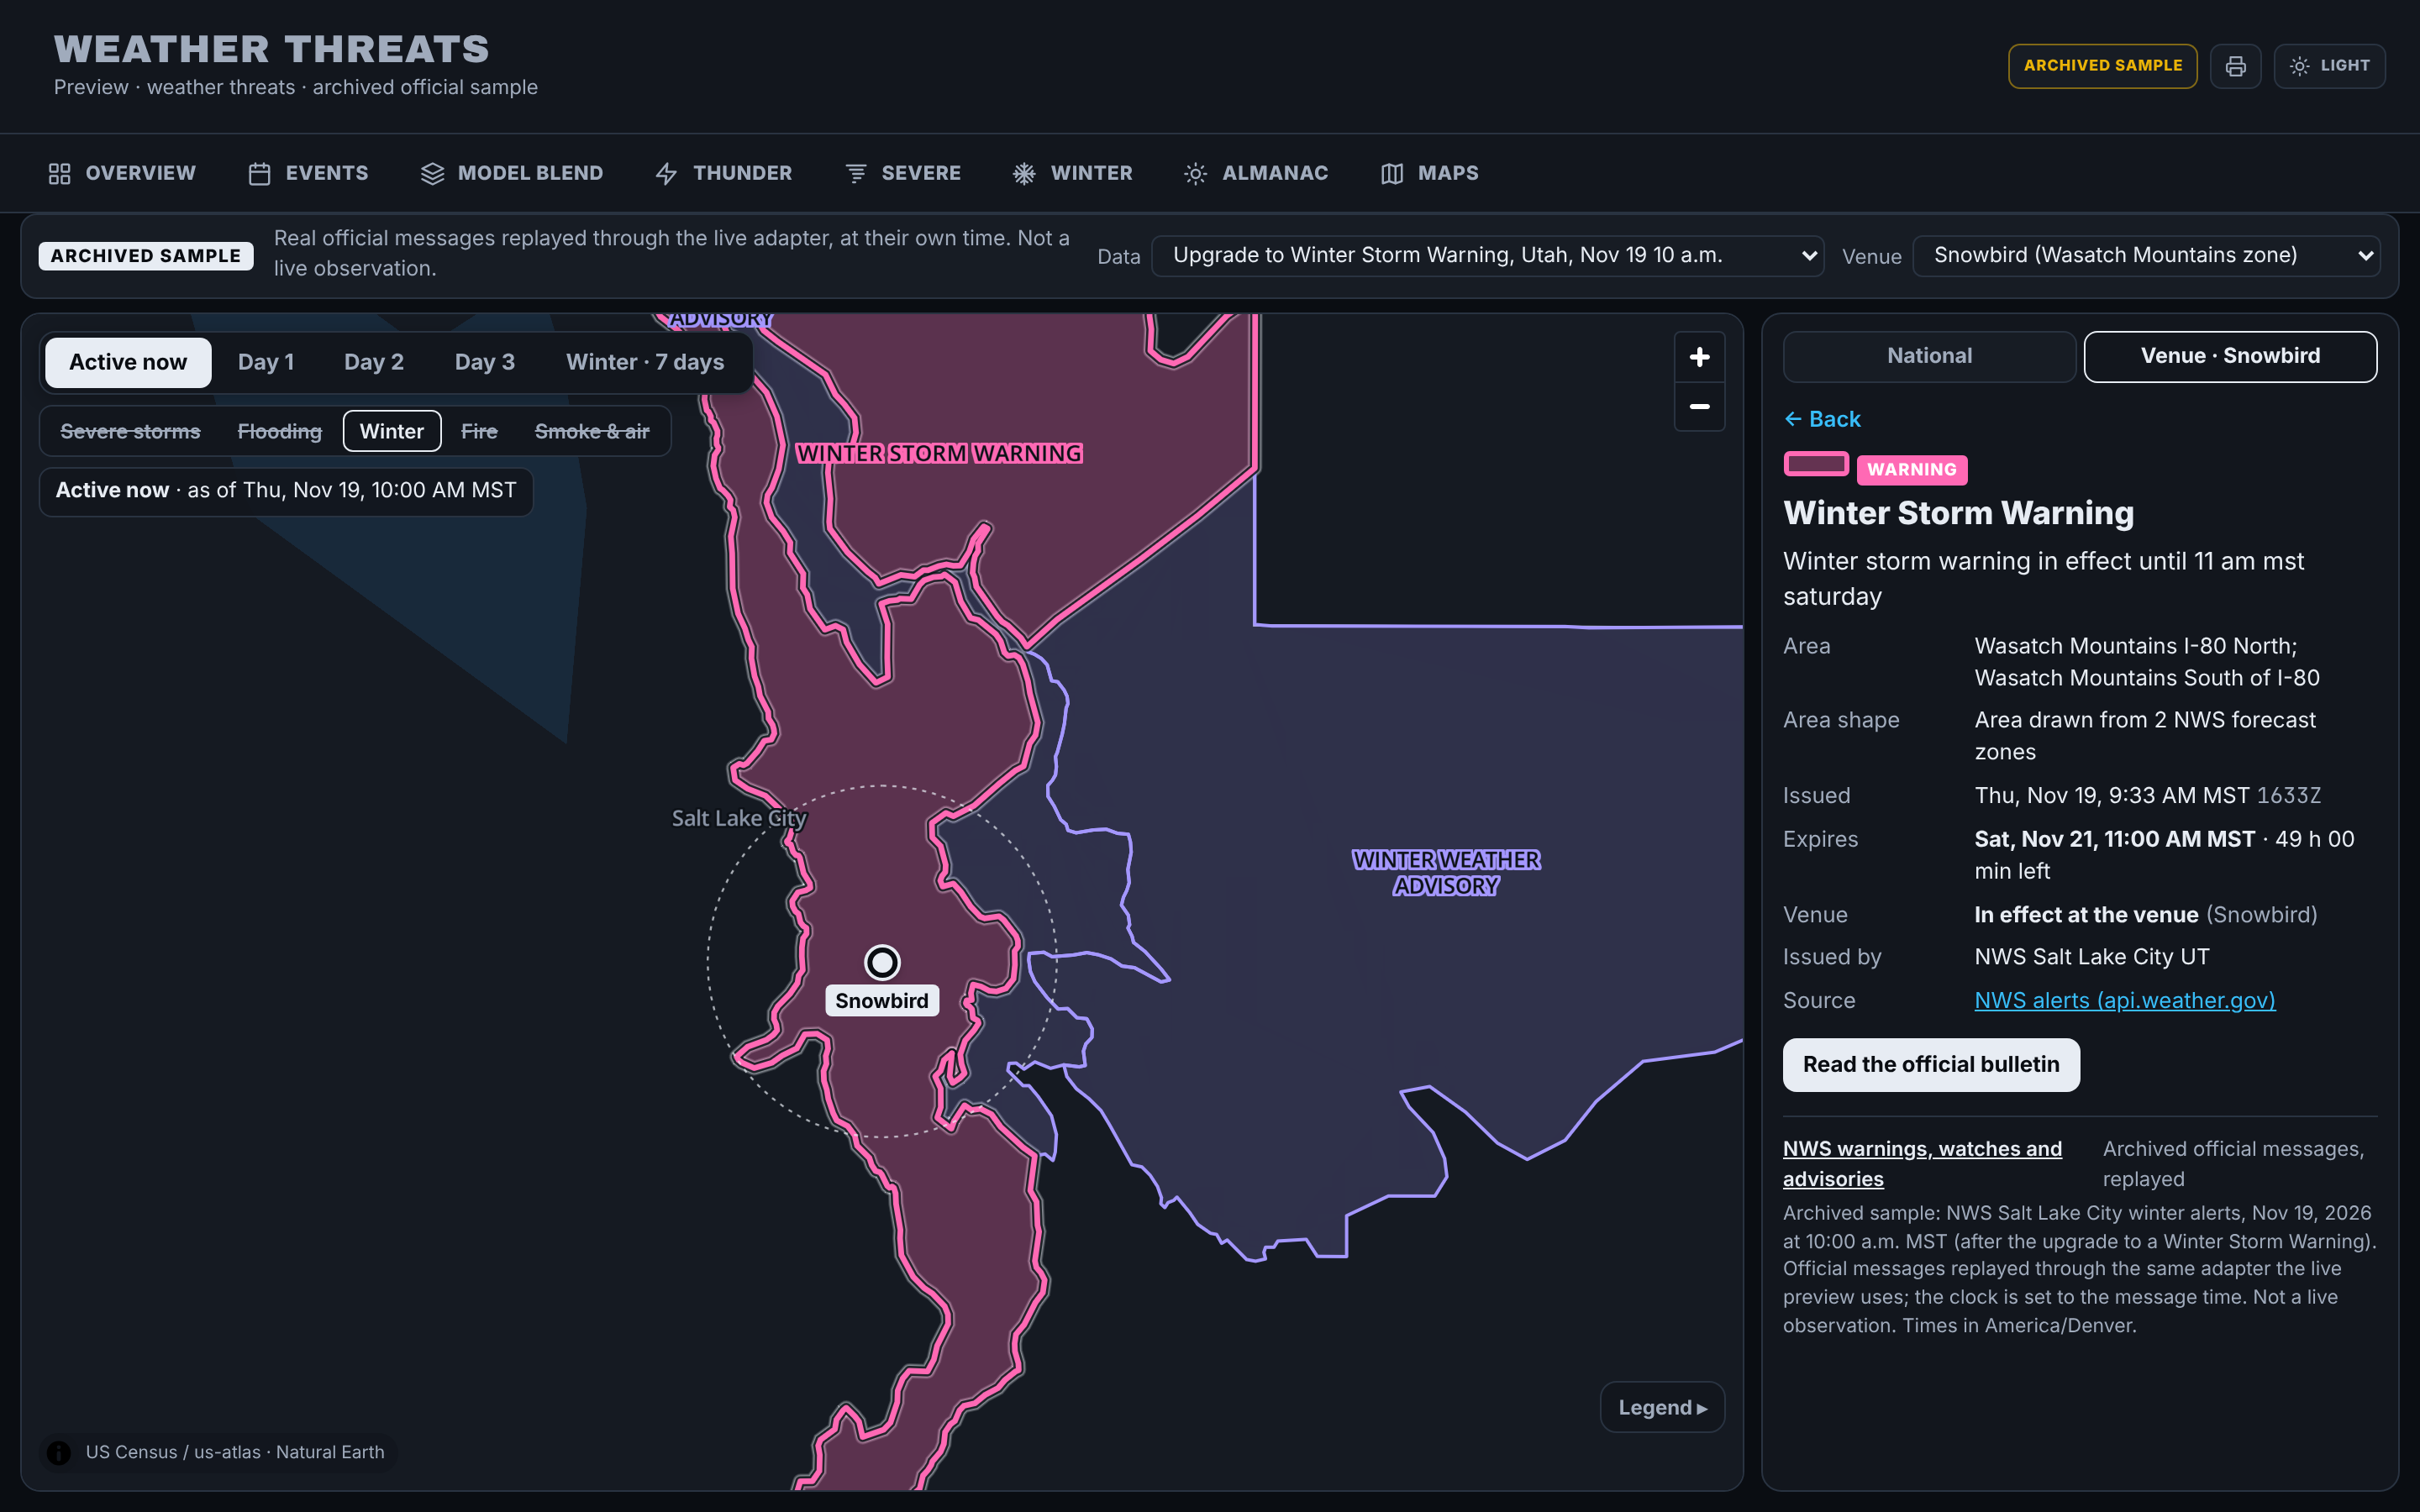 WEATHER THREATS
Preview · weather threats · archived official sample
ARCHIVED SAMPLE
LIGHT
OVERVIEW
EVENTS
MODEL BLEND
THUNDER
SEVERE
WINTER
ALMANAC
MAPS
ARCHIVED SAMPLE
Real official messages replayed through the live adapter, at their own time. Not a
live observation.
Data
Upgrade to Winter Storm Warning, Utah, Nov 19 10 a.m.
Venue
Snowbird (Wasatch Mountains zone)
ADVISORY
Active now
Day 1
Day 2
Day 3
Winter · 7 days
Severe storms
Flooding
Winter
Fire
Smoke & air
Active now · as of Thu, Nov 19, 10:00 AM MST
WINTER STORM WARNING
Salt Lake City
WINTER WEATHER
ADVISORY
Snowbird
Legend ▸
US Census / us-atlas · Natural Earth
National
Venue · Snowbird
← Back
WARNING
Winter Storm Warning
Winter storm warning in effect until 11 am mst
saturday
Area
Wasatch Mountains I-80 North;
Wasatch Mountains South of I-80
Area shape
Area drawn from 2 NWS forecast
zones
Issued
Thu, Nov 19, 9:33 AM MST 1633Z
Expires
Sat, Nov 21, 11:00 AM MST · 49 h 00
min left
Venue
In effect at the venue (Snowbird)
Issued by
NWS Salt Lake City UT
Source
NWS alerts (api.weather.gov)
Read the official bulletin
NWS warnings, watches and
advisories
Archived official messages,
replayed
Archived sample: NWS Salt Lake City winter alerts, Nov 19, 2026
at 10:00 a.m. MST (after the upgrade to a Winter Storm Warning).
Official messages replayed through the same adapter the live
preview uses; the clock is set to the message time. Not a live
observation. Times in America/Denver.